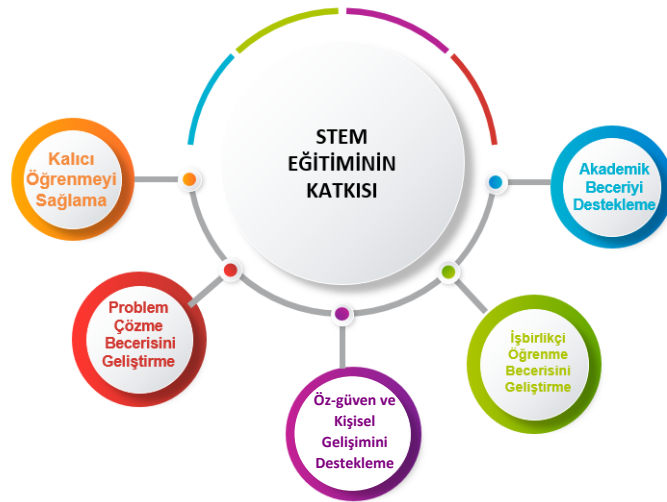 STEM
EĞİTİMİNİN
KATKISI
Kalıcı
Öğrenmeyi
Sağlama
Problem
Çözme
Becerisini
Geliştirme
Öz-güven ve
Kişisel
Gelişimini
Destekleme
İşbirlikçi
Öğrenme
Becerisini
Geliştirme
Akademik
Beceriyi
Destekleme